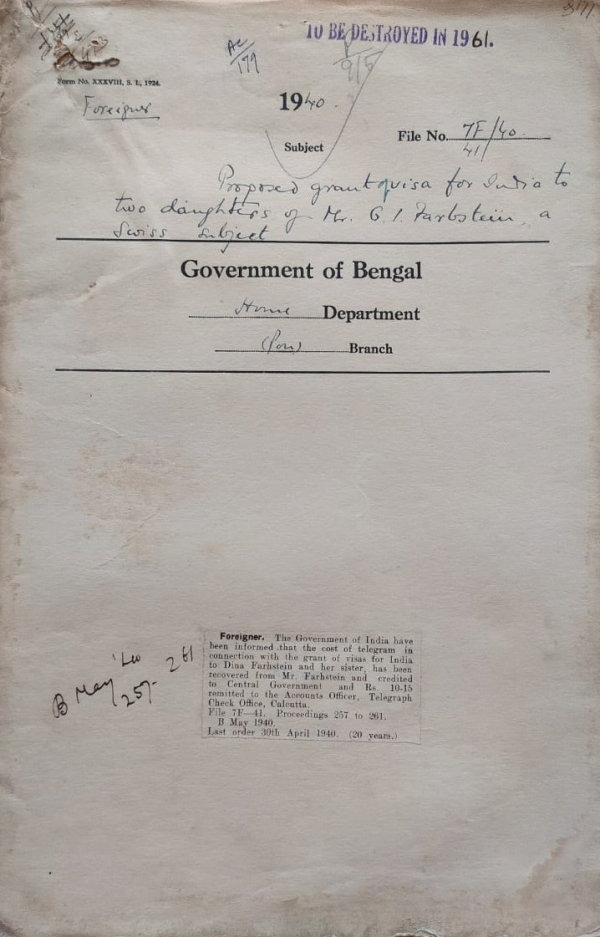 TO BE DESTROYED IN 1961.
Form No. XXXVIII, S. I., 1924.
Foreigner
1940.
Subject
File No. 7F/40
41
Proposed grant of visa for India to
two daughters of Mr. G. I. Farbstein, a
Swiss subject
Government of Bengal
Home Department
Branch
Foreigner. The Government of India have
been informed that the cost of telegram in
connection with the grant of visas for India
to Dina Farhstein and her sister, has been
recovered from Mr. Farhstein and credited
to Central Government and Rs. 10-15
remitted to the Accounts Officer, Telegraph
Check Office, Calcutta.
File 7F—41. Proceedings 257 to 261.
B May 1940.
Last order 30th April 1940. (20 years.)
B May '40
257- 261